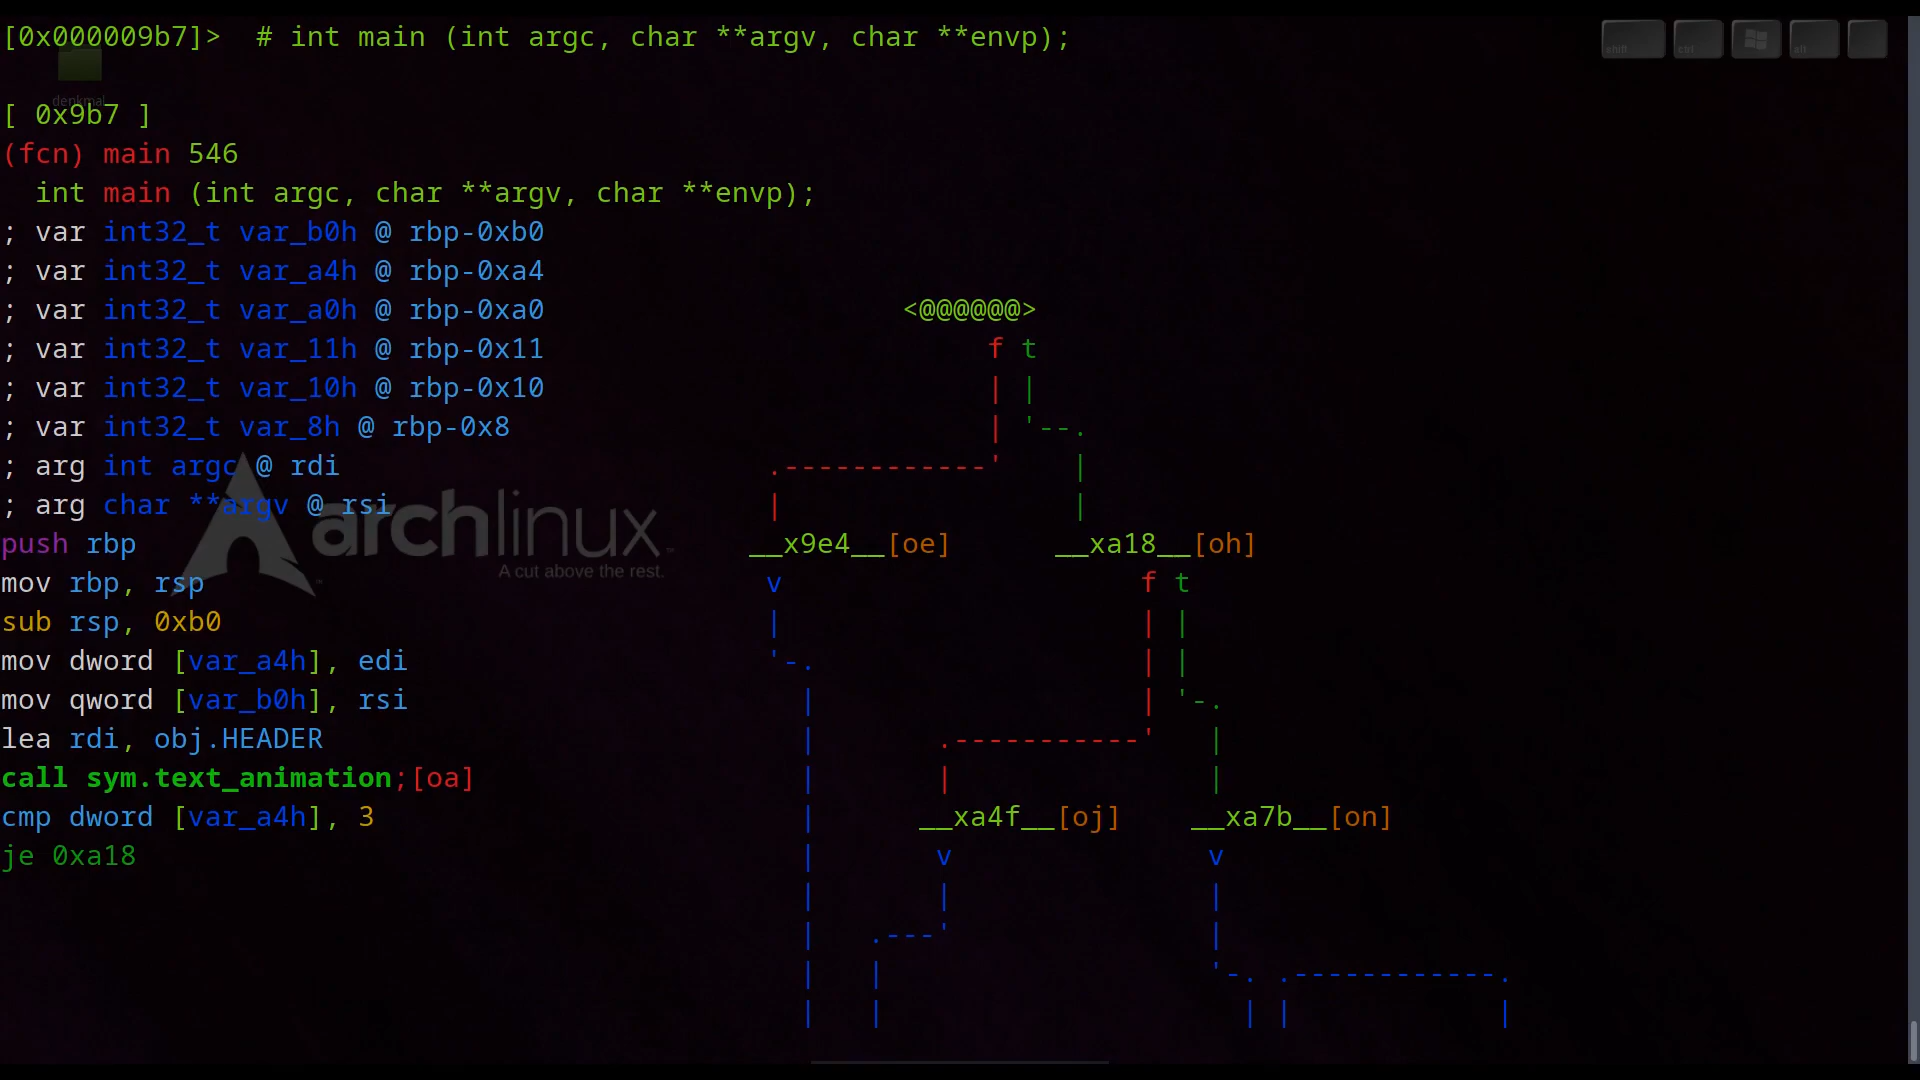 [0x000009b7]>  # int main (int argc, char **argv, char **envp);
shift ctrl alt
denkmal
[ 0x9b7 ]
(fcn) main 546
  int main (int argc, char **argv, char **envp);
; var int32_t var_b0h @ rbp-0xb0
; var int32_t var_a4h @ rbp-0xa4
; var int32_t var_a0h @ rbp-0xa0
<@@@@@@>
; var int32_t var_11h @ rbp-0x11
f t
; var int32_t var_10h @ rbp-0x10
; var int32_t var_8h @ rbp-0x8
; arg int argc @ rdi
; arg char **argv @ rsi
archlinux™
A cut above the rest.
push rbp
__x9e4__[oe] __xa18__[oh]
mov rbp, rsp
v f t
sub rsp, 0xb0
mov dword [var_a4h], edi
mov qword [var_b0h], rsi
lea rdi, obj.HEADER
call sym.text_animation;[oa]
cmp dword [var_a4h], 3
__xa4f__[oj] __xa7b__[on]
je 0xa18
v v